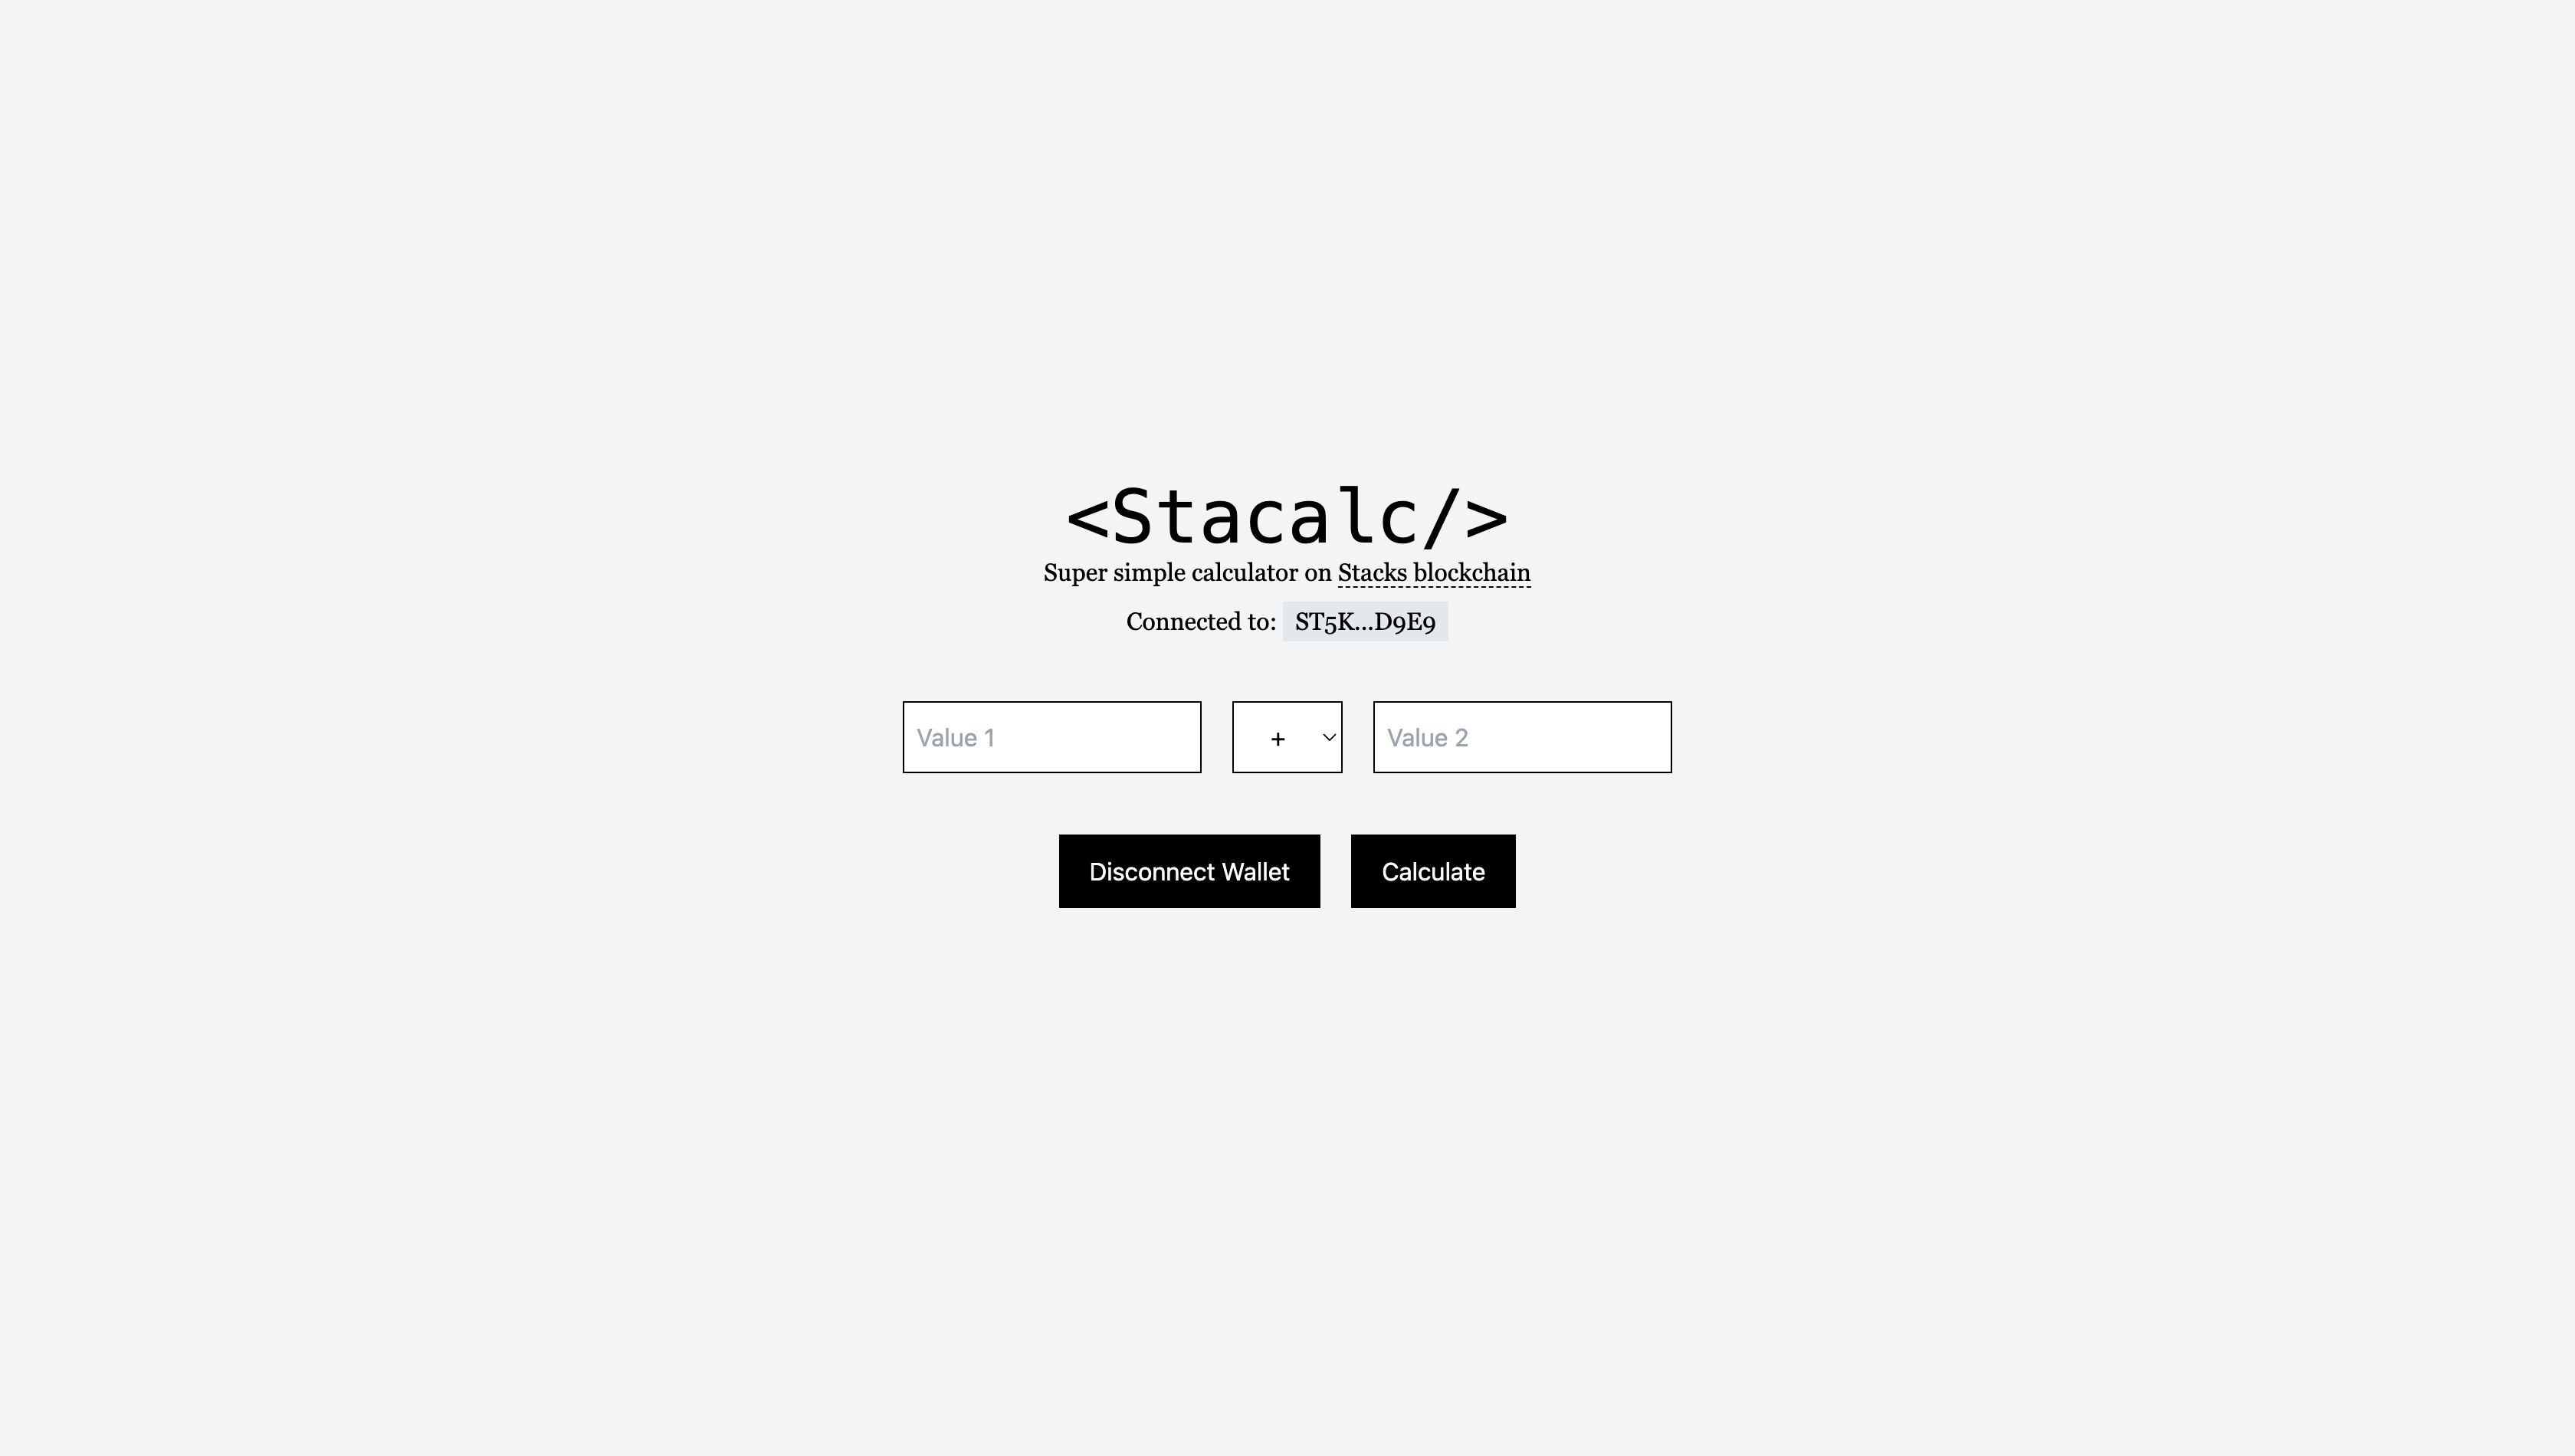 <Stacalc/>
Super simple calculator on Stacks blockchain
Connected to: ST5K...D9E9
Value 1 + Value 2
Disconnect Wallet Calculate